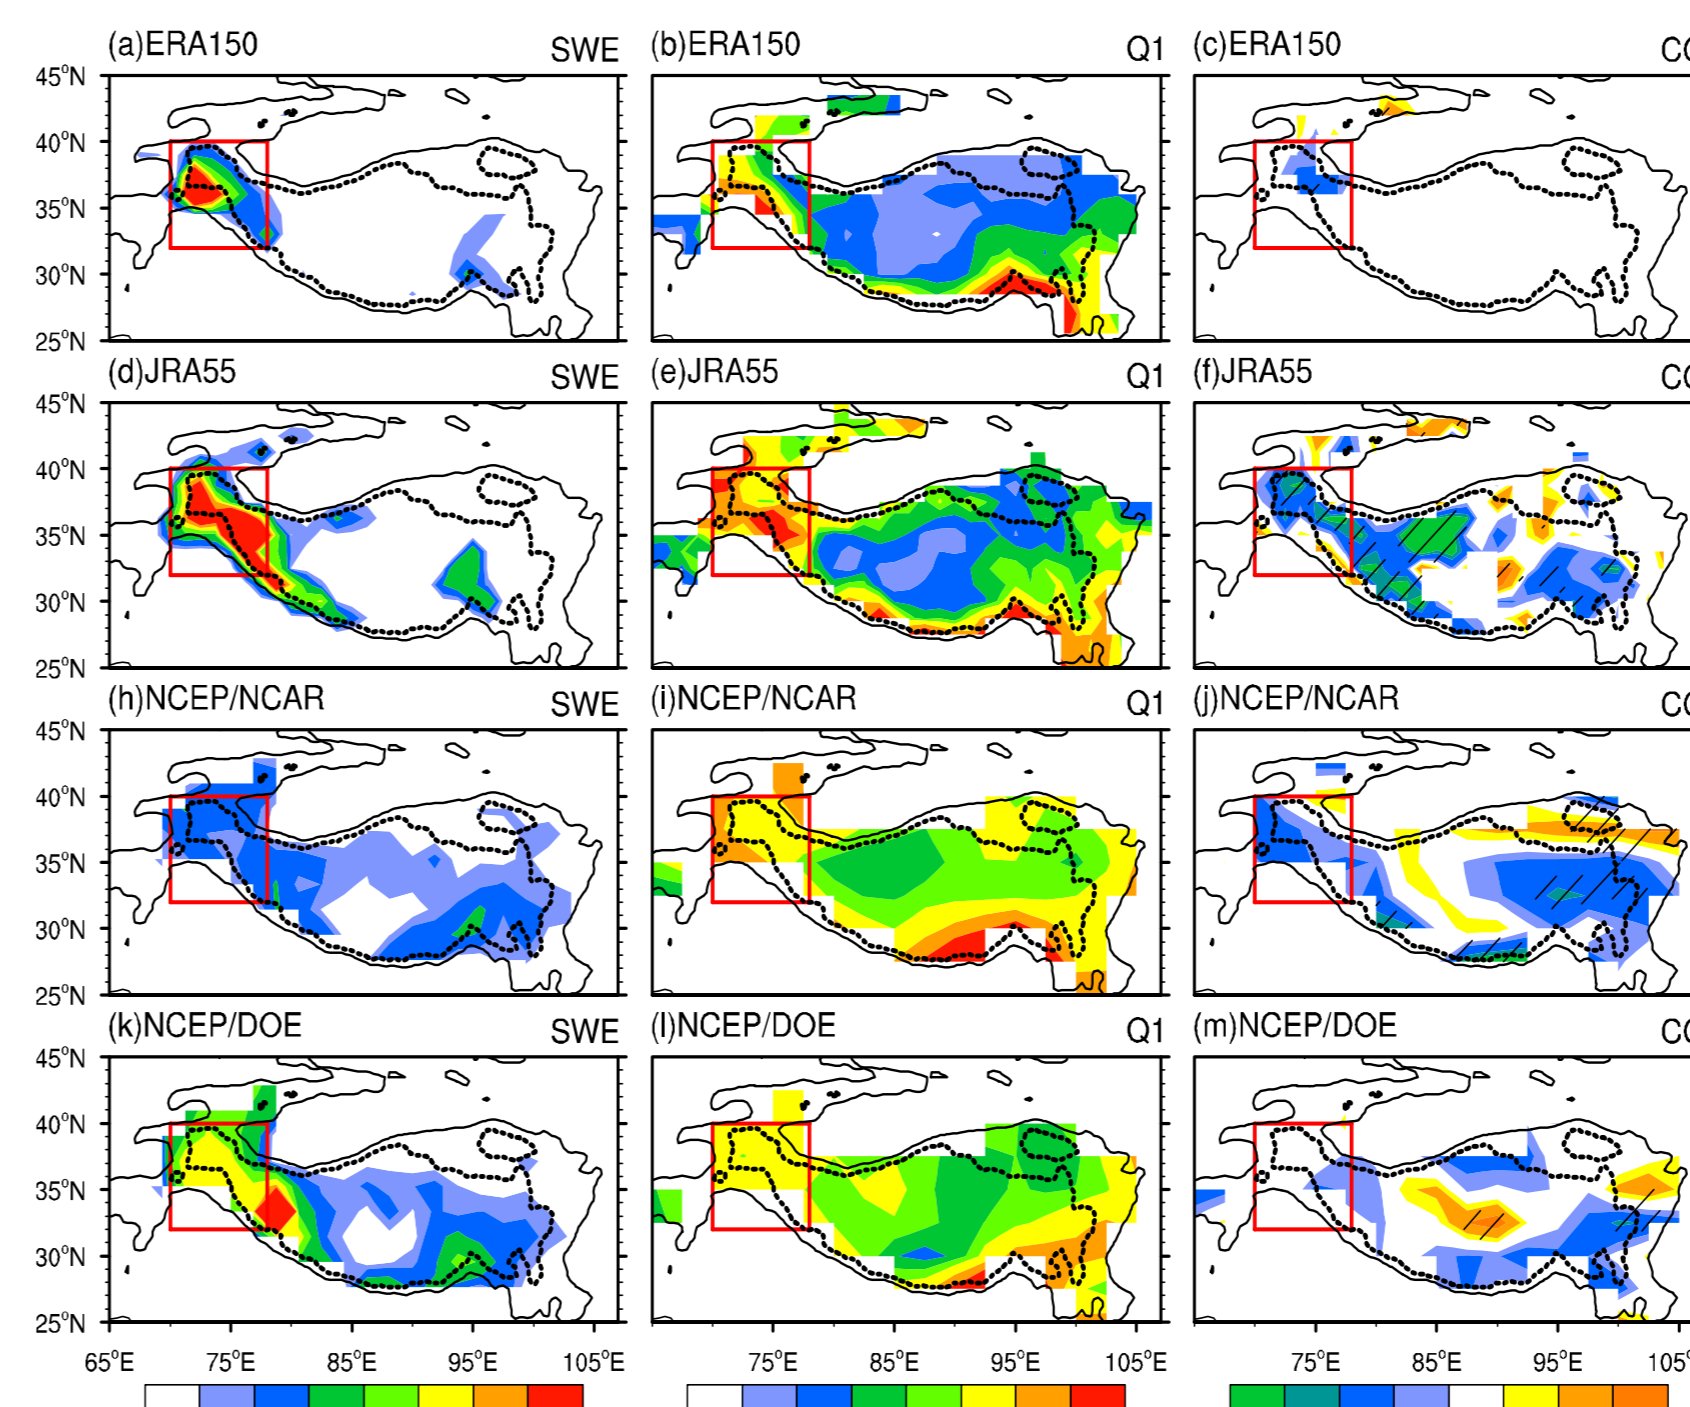 (a)ERA150 SWE (b)ERA150 Q1 (c)ERA150
45°N
40°N
35°N
30°N
25°N
(d)JRA55 SWE (e)JRA55 Q1 (f)JRA55
45°N
40°N
35°N
30°N
25°N
(h)NCEP/NCAR SWE (i)NCEP/NCAR Q1 (j)NCEP/NCAR
45°N
40°N
35°N
30°N
25°N
(k)NCEP/DOE SWE (l)NCEP/DOE Q1 (m)NCEP/DOE
45°N
40°N
35°N
30°N
25°N
65°E 75°E 85°E 95°E 105°E 75°E 85°E 95°E 105°E 75°E 85°E 95°E